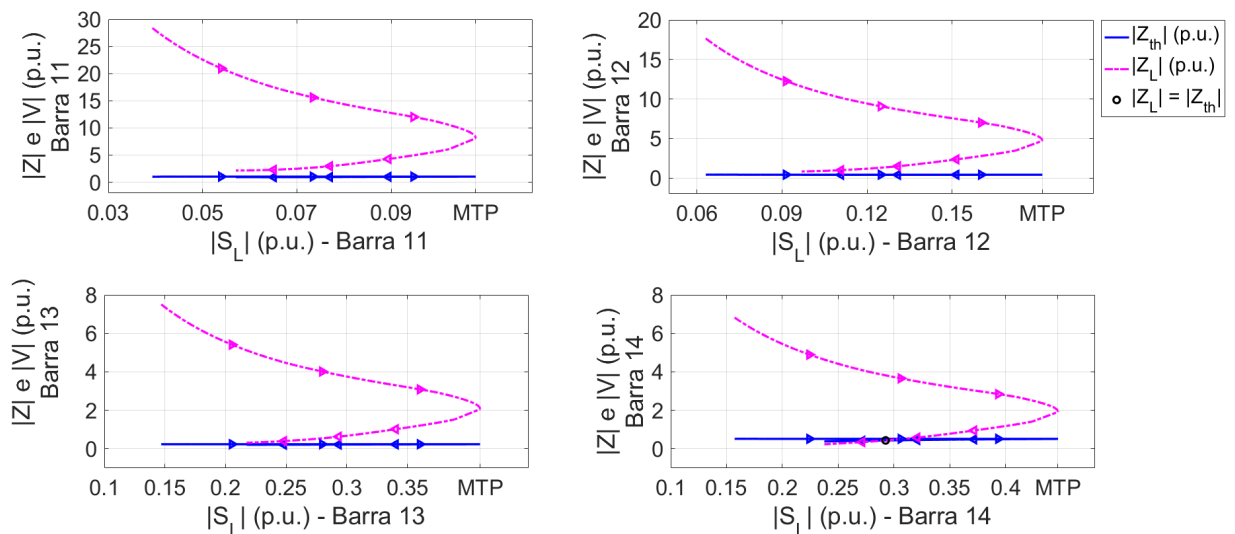 |Z| e |V| (p.u.)
Barra 11
30
25
20
15
10
5
0
0.03 0.05 0.07 0.09 MTP
|S_L| (p.u.) - Barra 11
|Z| e |V| (p.u.)
Barra 12
20
15
10
5
0
0.06 0.09 0.12 0.15 MTP
|S_L| (p.u.) - Barra 12
|Z_th| (p.u.)
|Z_L| (p.u.)
|Z_L| = |Z_th|
|Z| e |V| (p.u.)
Barra 13
8
6
4
2
0
0.1 0.15 0.2 0.25 0.3 0.35 MTP
|S_L| (p.u.) - Barra 13
|Z| e |V| (p.u.)
Barra 14
8
6
4
2
0
0.1 0.15 0.2 0.25 0.3 0.35 0.4 MTP
|S_L| (p.u.) - Barra 14